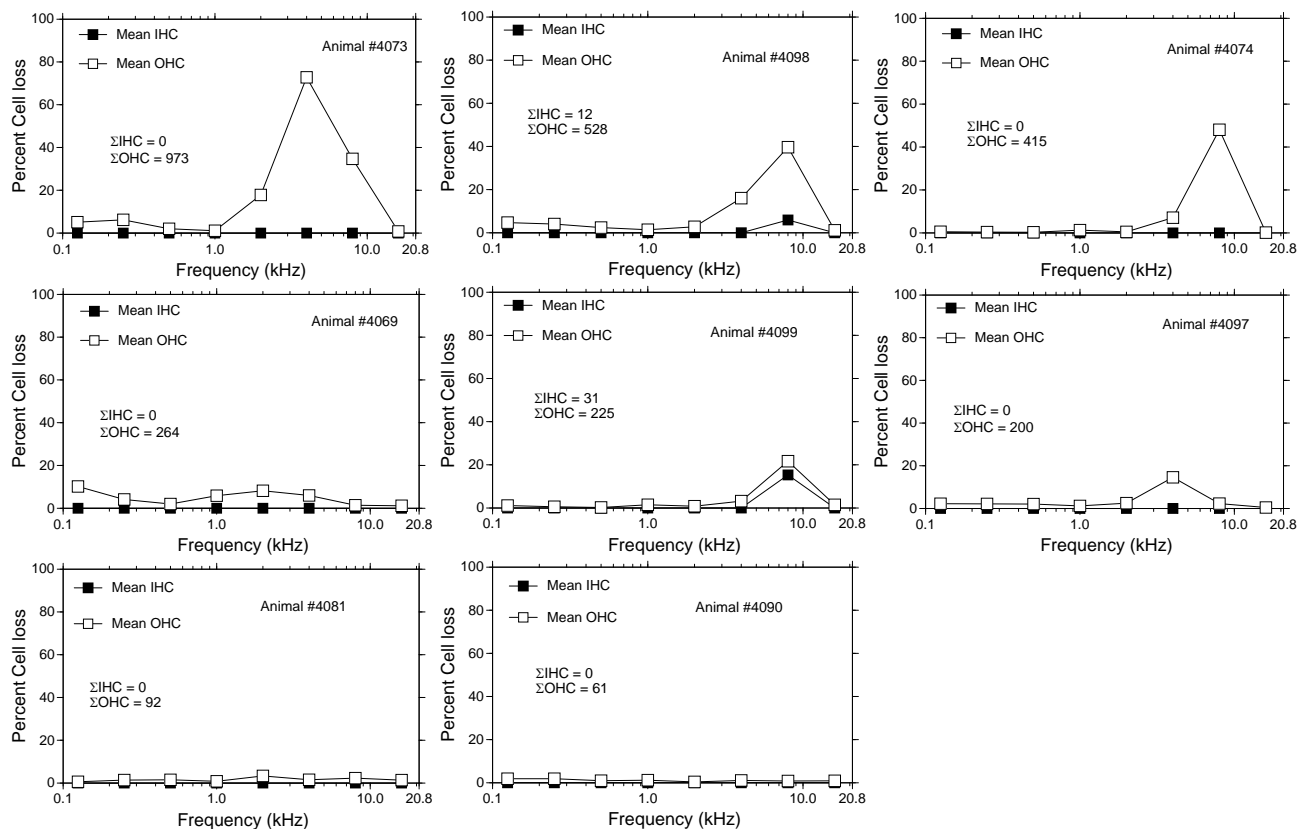 Mean IHC
Mean OHC
Animal #4073
ΣIHC = 0
ΣOHC = 973
Percent Cell loss
100
80
60
40
20
0
0.1
1.0
10.0
20.8
Frequency (kHz)
Mean IHC
Mean OHC
Animal #4098
ΣIHC = 12
ΣOHC = 528
Percent Cell loss
100
80
60
40
20
0
0.1
1.0
10.0
20.8
Frequency (kHz)
Mean IHC
Mean OHC
Animal #4074
ΣIHC = 0
ΣOHC = 415
Percent Cell loss
100
80
60
40
20
0
0.1
1.0
10.0
20.8
Frequency (kHz)
Mean IHC
Mean OHC
Animal #4069
ΣIHC = 0
ΣOHC = 264
Percent Cell loss
100
80
60
40
20
0
0.1
1.0
10.0
20.8
Frequency (kHz)
Mean IHC
Mean OHC
Animal #4099
ΣIHC = 31
ΣOHC = 225
Percent Cell loss
100
80
60
40
20
0
0.1
1.0
10.0
20.8
Frequency (kHz)
Mean IHC
Mean OHC
Animal #4097
ΣIHC = 0
ΣOHC = 200
Percent Cell loss
100
80
60
40
20
0
0.1
1.0
10.0
20.8
Frequency (kHz)
Mean IHC
Mean OHC
Animal #4081
ΣIHC = 0
ΣOHC = 92
Percent Cell loss
100
80
60
40
20
0
0.1
1.0
10.0
20.8
Frequency (kHz)
Mean IHC
Mean OHC
Animal #4090
ΣIHC = 0
ΣOHC = 61
Percent Cell loss
100
80
60
40
20
0
0.1
1.0
10.0
20.8
Frequency (kHz)